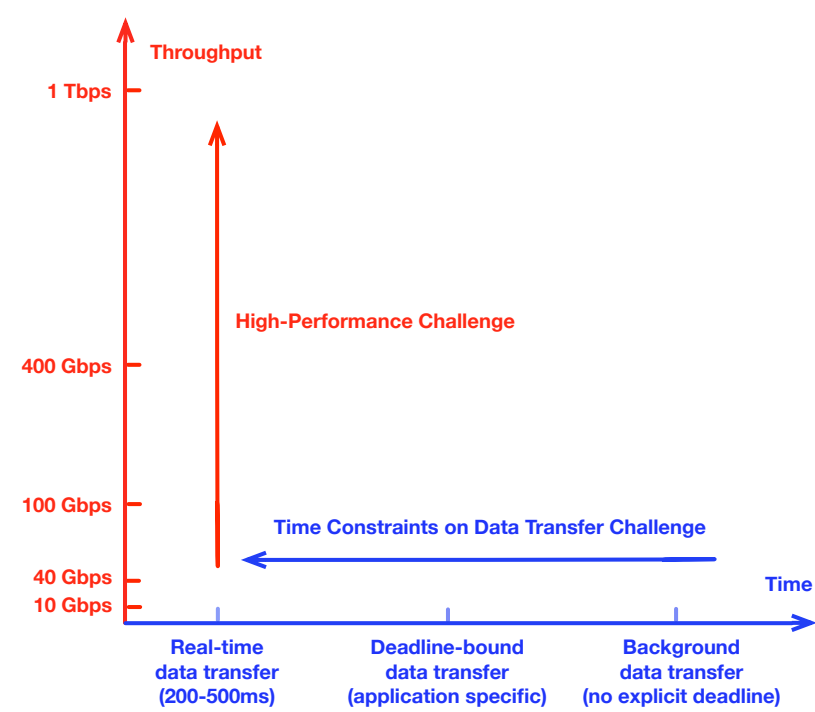 Throughput
1 Tbps
High-Performance Challenge
400 Gbps
100 Gbps
Time Constraints on Data Transfer Challenge
40 Gbps
Time
10 Gbps
Real-time
data transfer
(200-500ms)
Deadline-bound
data transfer
(application specific)
Background
data transfer
(no explicit deadline)